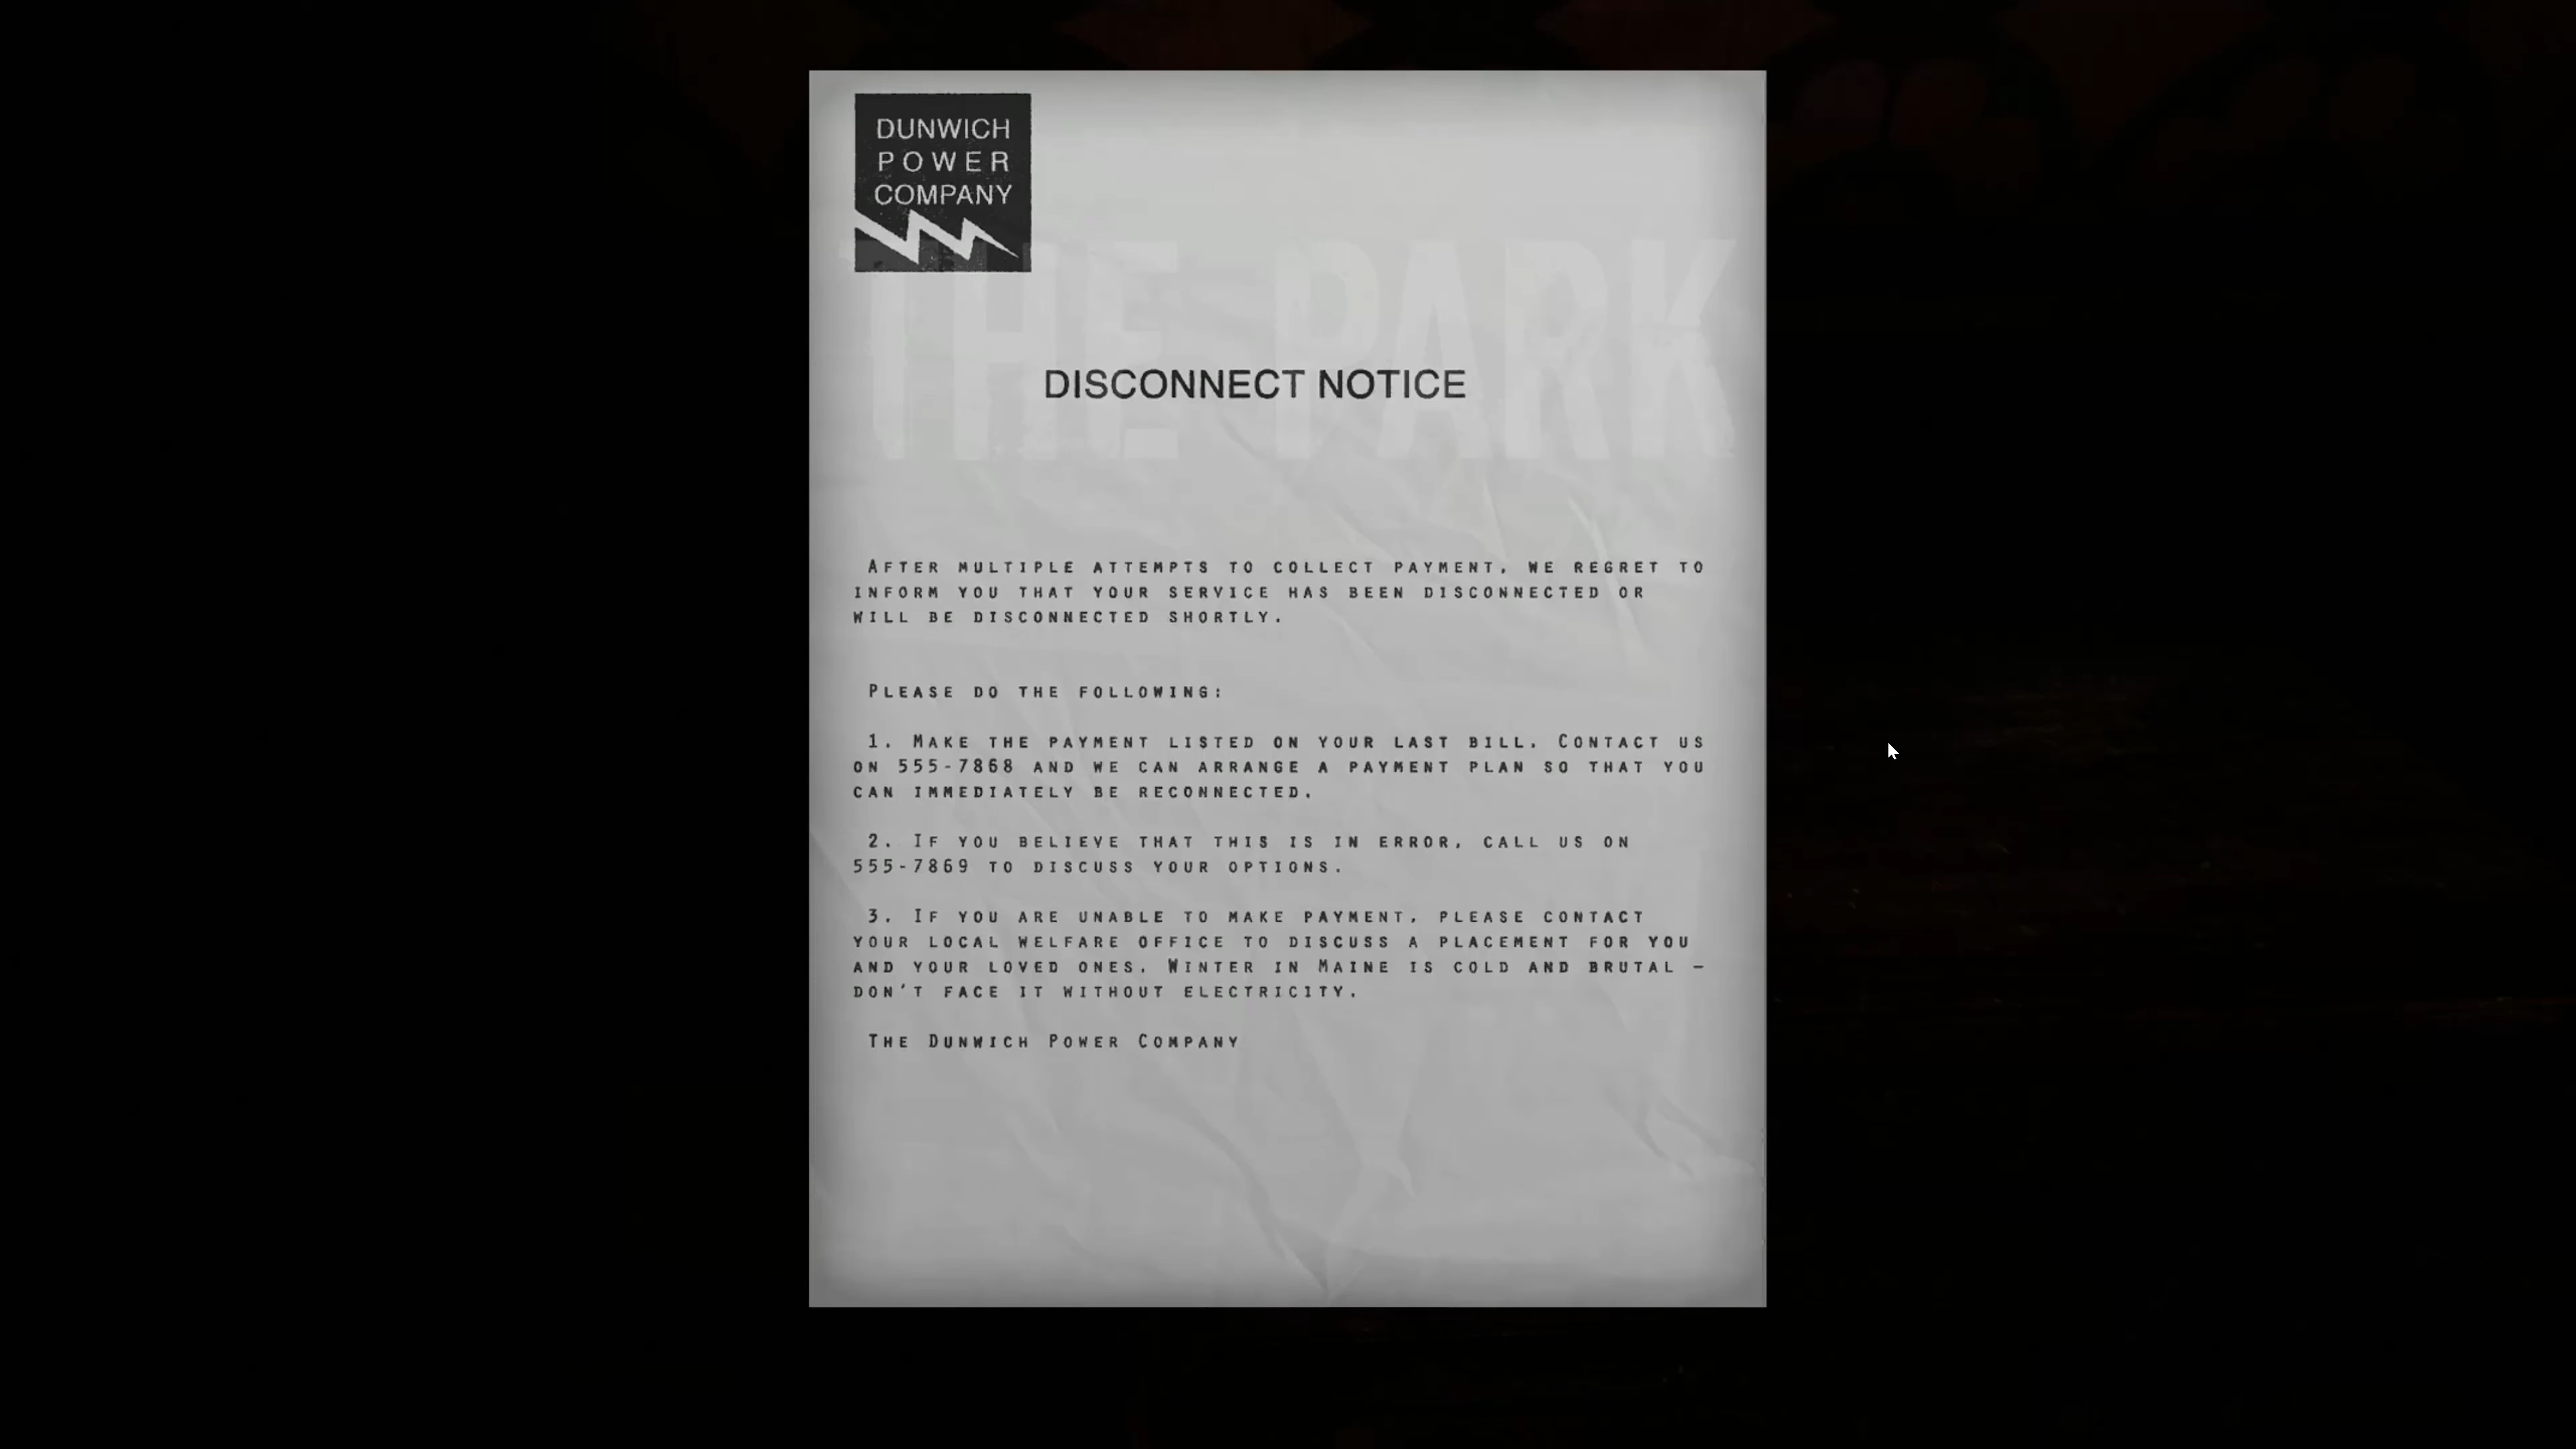 DUNWICH
POWER
COMPANY
THE PARK
DISCONNECT NOTICE
After multiple attempts to collect payment, we regret to
inform you that your service has been disconnected or
will be disconnected shortly.
Please do the following:
1. Make the payment listed on your last bill. Contact us
on 555-7868 and we can arrange a payment plan so that you
can immediately be reconnected.
2. If you believe that this is in error, call us on
555-7869 to discuss your options.
3. If you are unable to make payment, please contact
your local welfare office to discuss a placement for you
and your loved ones. Winter in Maine is cold and brutal –
don't face it without electricity.
The Dunwich Power Company